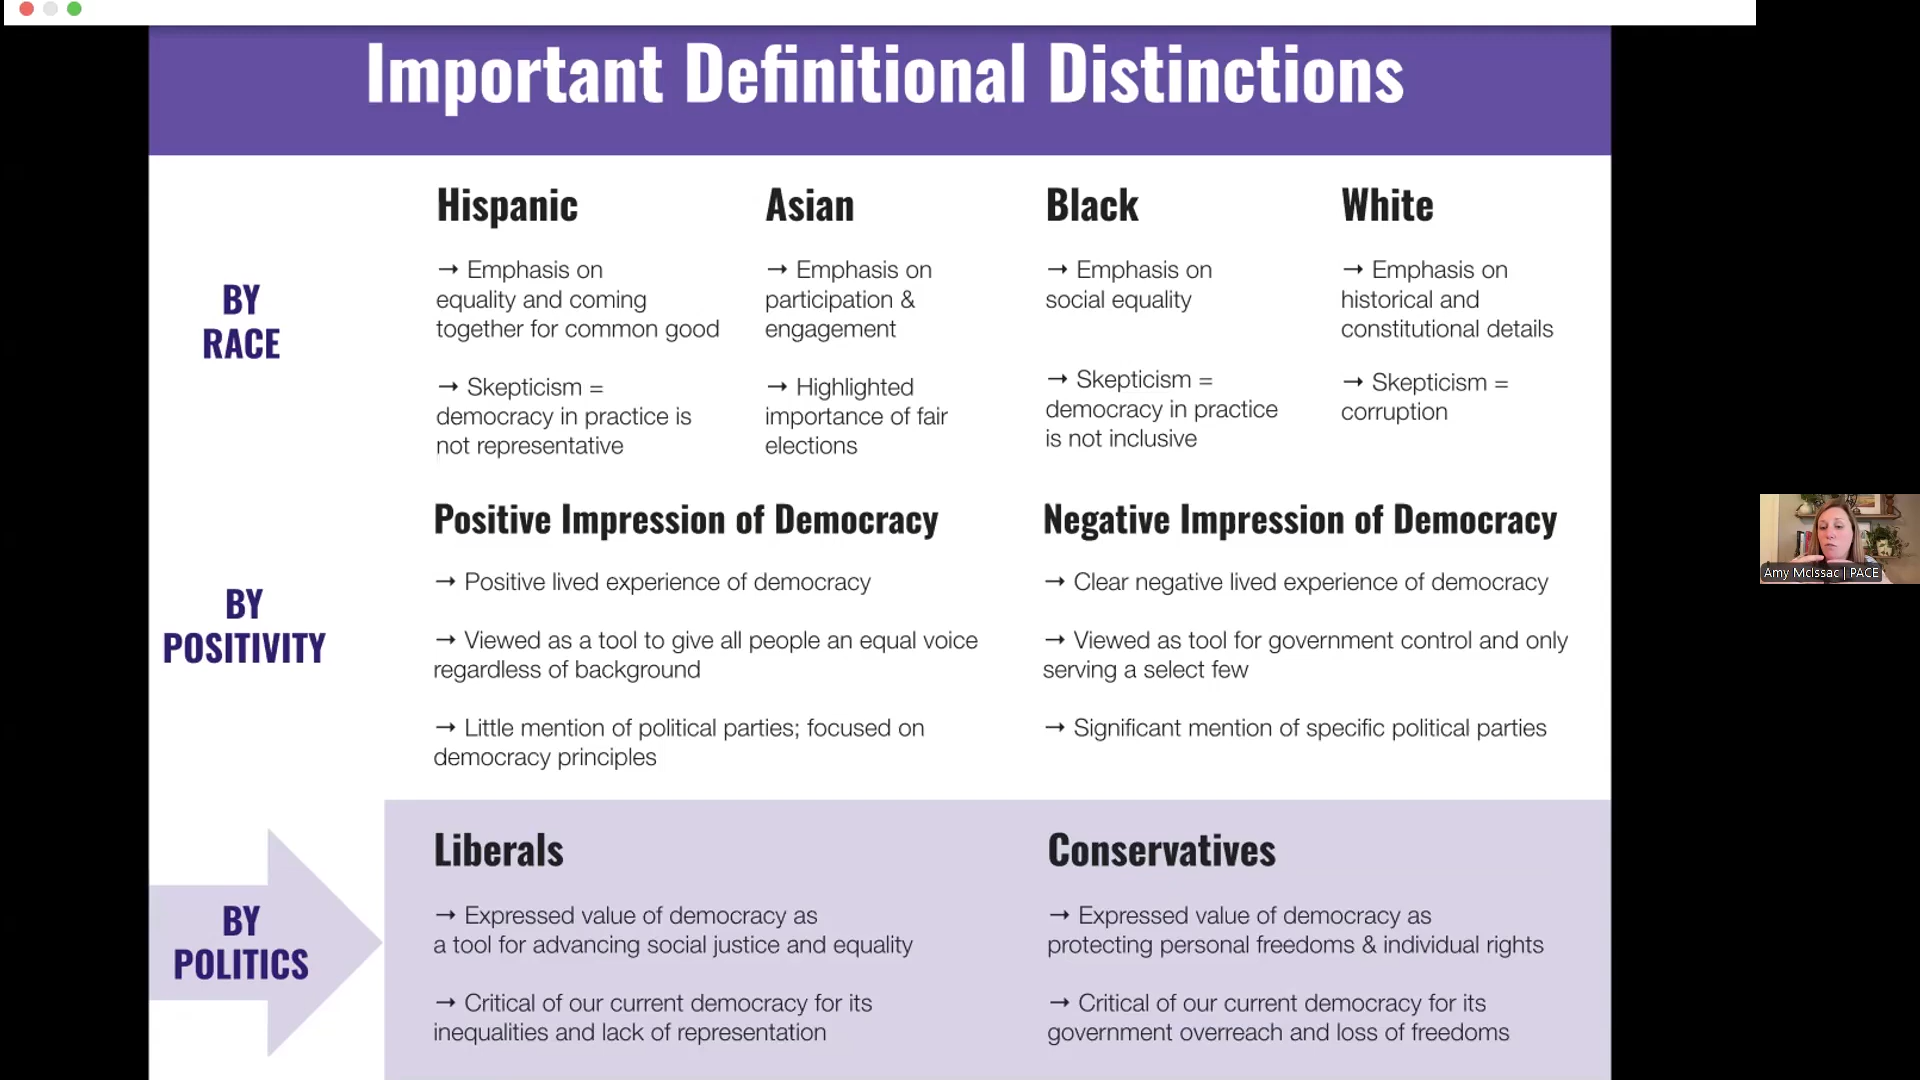 Important Definitional Distinctions
BY
RACE
Hispanic
→ Emphasis on
equality and coming
together for common good
→ Skepticism =
democracy in practice is
not representative
Asian
→ Emphasis on
participation &
engagement
→ Highlighted
importance of fair
elections
Black
→ Emphasis on
social equality
→ Skepticism =
democracy in practice
is not inclusive
White
→ Emphasis on
historical and
constitutional details
→ Skepticism =
corruption
BY
POSITIVITY
Positive Impression of Democracy
→ Positive lived experience of democracy
→ Viewed as a tool to give all people an equal voice
regardless of background
→ Little mention of political parties; focused on
democracy principles
Negative Impression of Democracy
→ Clear negative lived experience of democracy
→ Viewed as tool for government control and only
serving a select few
→ Significant mention of specific political parties
BY
POLITICS
Liberals
→ Expressed value of democracy as
a tool for advancing social justice and equality
→ Critical of our current democracy for its
inequalities and lack of representation
Conservatives
→ Expressed value of democracy as
protecting personal freedoms & individual rights
→ Critical of our current democracy for its
government overreach and loss of freedoms
Amy McIssac | PACE